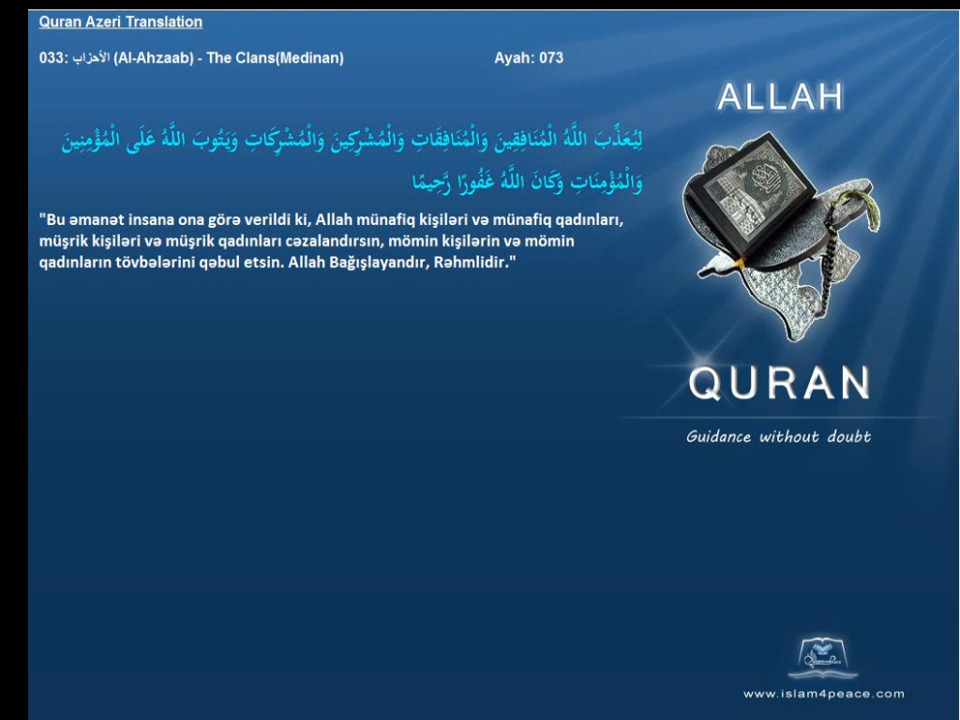 Quran Azeri Translation
033: الأحزاب (Al-Ahzaab) - The Clans(Medinan) Ayah: 073
ALLAH
لِيُعَذِّبَ اللَّهُ الْمُنَافِقِينَ وَالْمُنَافِقَاتِ وَالْمُشْرِكِينَ وَالْمُشْرِكَاتِ وَيَتُوبَ اللَّهُ عَلَى الْمُؤْمِنِينَ
وَالْمُؤْمِنَاتِ وَكَانَ اللَّهُ غَفُورًا رَّحِيمًا
"Bu əmanət insana ona görə verildi ki, Allah münafiq kişiləri və münafiq qadınları,
müşrik kişiləri və müşrik qadınları cəzalandırsın, mömin kişilərin və mömin
qadınların tövbələrini qəbul etsin. Allah Bağışlayandır, Rəhmlidir."
QURAN
Guidance without doubt
www.islam4peace.com